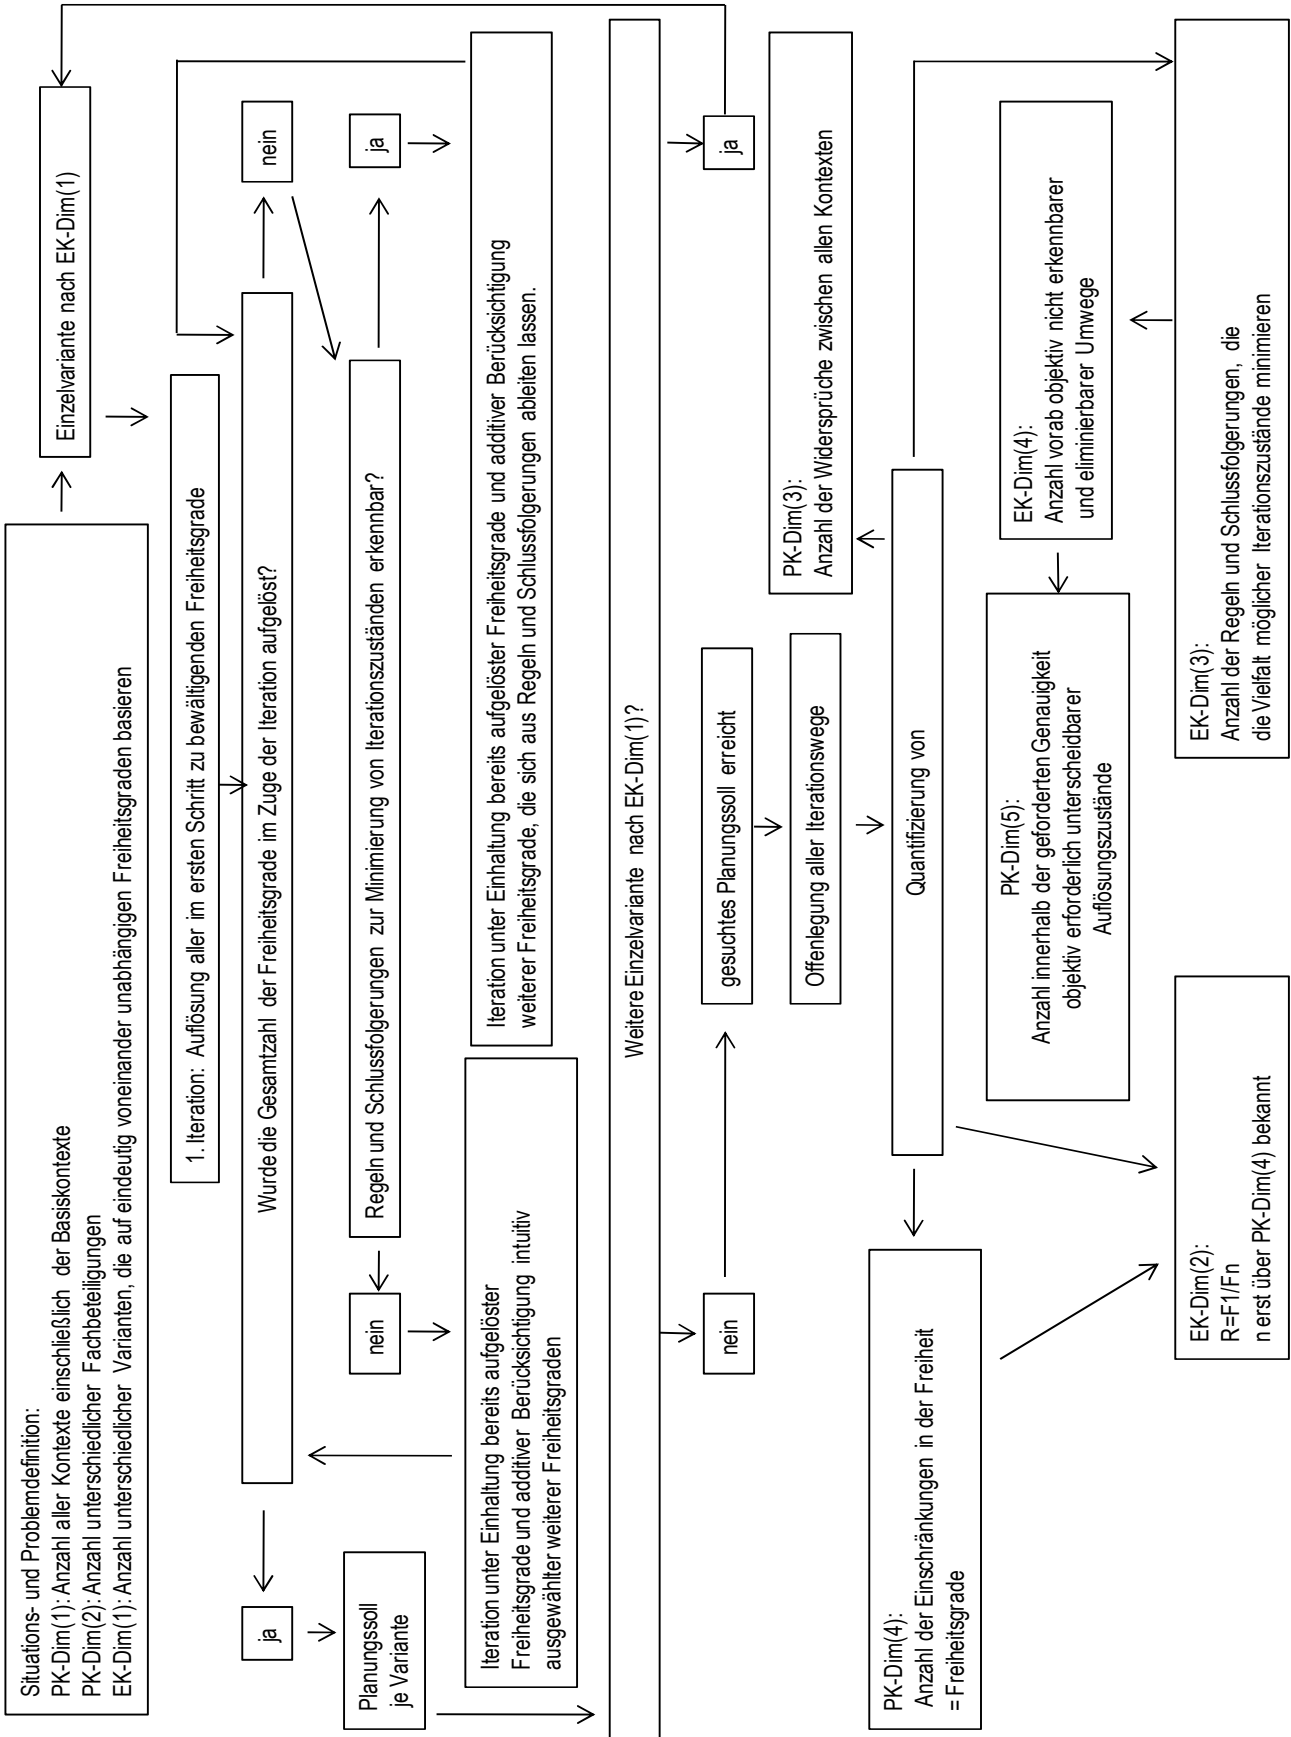 Situations- und Problemdefinition:
PK-Dim(1): Anzahl aller Kontexte einschließlich der Basiskontexte
PK-Dim(2): Anzahl unterschiedlicher Fachbeteiligungen
EK-Dim(1): Anzahl unterschiedlicher Varianten, die auf eindeutig voneinander unabhängigen Freiheitsgraden basieren
Einzelvariante nach EK-Dim(1)
1. Iteration: Auflösung aller im ersten Schritt zu bewältigenden Freiheitsgrade
Wurde die Gesamtzahl der Freiheitsgrade im Zuge der Iteration aufgelöst?
ja
nein
Planungssoll
je Variante
Regeln und Schlussfolgerungen zur Minimierung von Iterationszuständen erkennbar?
nein
ja
Iteration unter Einhaltung bereits aufgelöster
Freiheitsgrade und additiver Berücksichtigung intuitiv
ausgewählter weiterer Freiheitsgraden
Iteration unter Einhaltung bereits aufgelöster Freiheitsgrade und additiver Berücksichtigung
weiterer Freiheitsgrade, die sich aus Regeln und Schlussfolgerungen ableiten lassen.
Weitere Einzelvariante nach EK-Dim(1)?
nein
ja
gesuchtes Planungssoll erreicht
Offenlegung aller Iterationswege
Quantifizierung von
PK-Dim(3):
Anzahl der Widersprüche zwischen allen Kontexten
PK-Dim(4):
Anzahl der Einschränkungen in der Freiheit
= Freiheitsgrade
EK-Dim(2):
R=F1/Fn
n erst über PK-Dim(4) bekannt
EK-Dim(3):
Anzahl der Regeln und Schlussfolgerungen, die
die Vielfalt möglicher Iterationszustände minimieren
EK-Dim(4):
Anzahl vorab objektiv nicht erkennbarer
und eliminierbarer Umwege
PK-Dim(5):
Anzahl innerhalb der geforderten Genauigkeit
objektiv erforderlich unterscheidbarer
Auflösungszustände